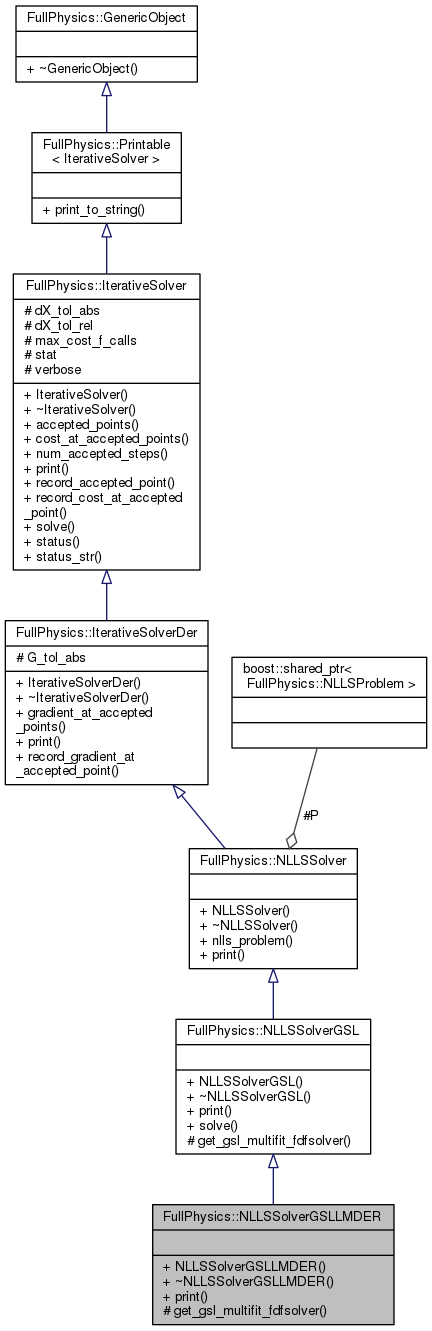 FullPhysics::GenericObject
+ ~GenericObject()
FullPhysics::Printable
< IterativeSolver >
+ print_to_string()
FullPhysics::IterativeSolver
# dX_tol_abs
# dX_tol_rel
# max_cost_f_calls
# stat
# verbose
+ IterativeSolver()
+ ~IterativeSolver()
+ accepted_points()
+ cost_at_accepted_points()
+ num_accepted_steps()
+ print()
+ record_accepted_point()
+ record_cost_at_accepted
_point()
+ solve()
+ status()
+ status_str()
FullPhysics::IterativeSolverDer
# G_tol_abs
+ IterativeSolverDer()
+ ~IterativeSolverDer()
+ gradient_at_accepted
_points()
+ print()
+ record_gradient_at
_accepted_point()
boost::shared_ptr<
FullPhysics::NLLSProblem >
#P
FullPhysics::NLLSSolver
+ NLLSSolver()
+ ~NLLSSolver()
+ nlls_problem()
+ print()
FullPhysics::NLLSSolverGSL
+ NLLSSolverGSL()
+ ~NLLSSolverGSL()
+ print()
+ solve()
# get_gsl_multifit_fdfsolver()
FullPhysics::NLLSSolverGSLLMDER
+ NLLSSolverGSLLMDER()
+ ~NLLSSolverGSLLMDER()
+ print()
# get_gsl_multifit_fdfsolver()